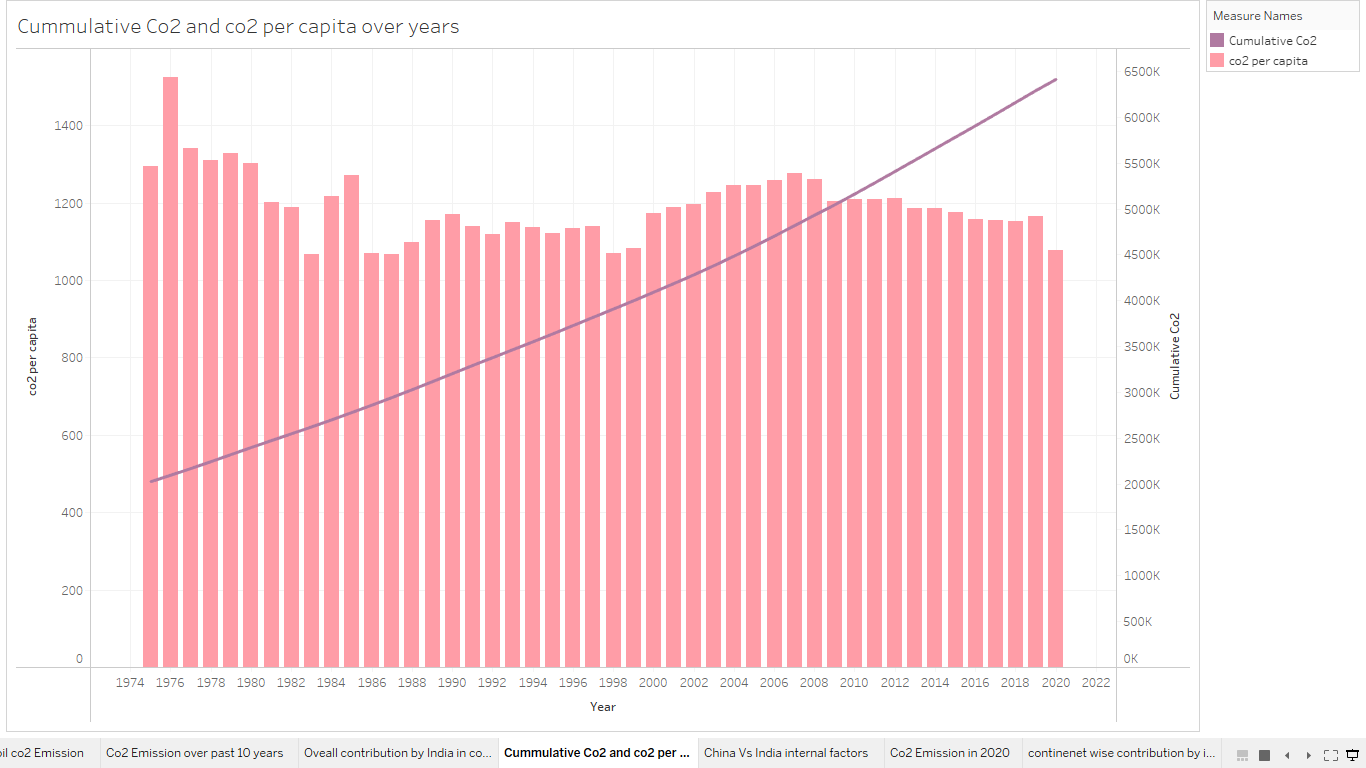 Cummulative Co2 and co2 per capita over years
Measure Names
Cumulative Co2
co2 per capita
1400
1200
1000
800
600
400
200
0
co2 per capita
6500K
6000K
5500K
5000K
4500K
4000K
3500K
3000K
2500K
2000K
1500K
1000K
500K
0K
Cumulative Co2
1974 1976 1978 1980 1982 1984 1986 1988 1990 1992 1994 1996 1998 2000 2002 2004 2006 2008 2010 2012 2014 2016 2018 2020 2022
Year
oil co2 Emission
Co2 Emission over past 10 years
Oveall contribution by India in co...
Cummulative Co2 and co2 per ...
China Vs India internal factors
Co2 Emission in 2020
continenet wise contribution by i...